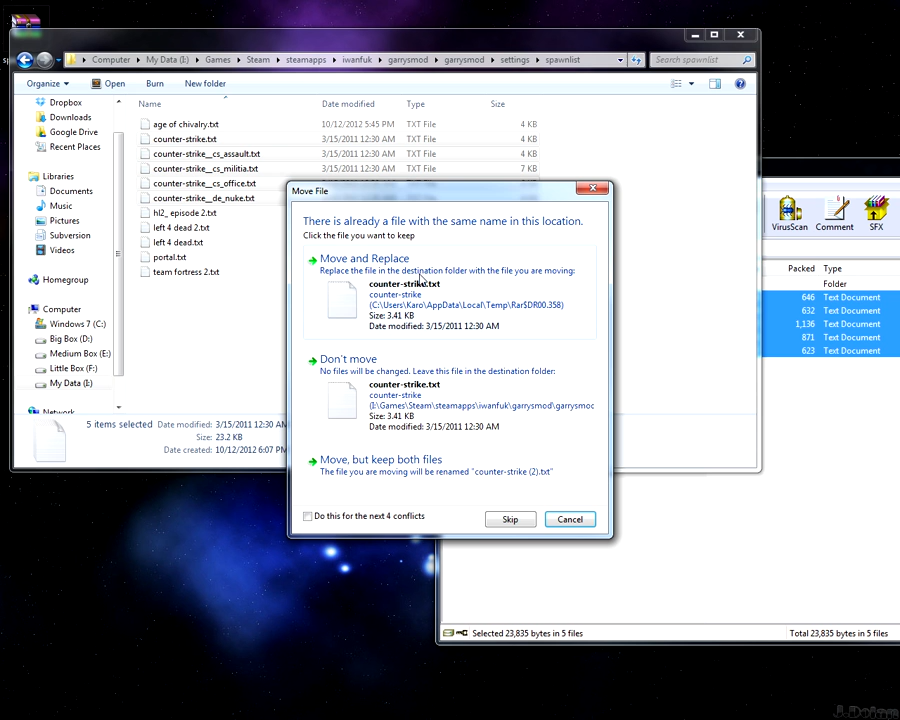 Computer ▸ My Data (I:) ▸ Games ▸ Steam ▸ steamapps ▸ iwanfuk ▸ garrysmod ▸ garrysmod ▸ settings ▸ spawnlist
Search spawnlist
Organize Open Burn New folder
Dropbox
Downloads
Google Drive
Recent Places
Libraries
Documents
Music
Pictures
Subversion
Videos
Homegroup
Computer
Windows 7 (C:)
Big Box (D:)
Medium Box (E:)
Little Box (F:)
My Data (I:)
Network
Name Date modified Type Size
age of chivalry.txt 10/12/2012 5:45 PM TXT File 4 KB
counter-strike.txt 3/15/2011 12:30 AM TXT File 4 KB
counter-strike__cs_assault.txt 3/15/2011 12:30 AM TXT File 4 KB
counter-strike__cs_militia.txt 3/15/2011 12:30 AM TXT File 7 KB
counter-strike__cs_office.txt 3/15/2011 12:30 AM TXT File 4 KB
counter-strike__de_nuke.txt
hl2_ episode 2.txt
left 4 dead 2.txt
left 4 dead.txt
portal.txt
team fortress 2.txt
5 items selected Date modified: 3/15/2011 12:30 AM
Size: 23.2 KB
Date created: 10/12/2012 6:07 PM
Move File
There is already a file with the same name in this location.
Click the file you want to keep
Move and Replace
Replace the file in the destination folder with the file you are moving:
counter-strike.txt
counter-strike
(C:\Users\Karo\AppData\Local\Temp\Rar$DR00.358)
Size: 3.41 KB
Date modified: 3/15/2011 12:30 AM
Don't move
No files will be changed. Leave this file in the destination folder:
counter-strike.txt
counter-strike
(I:\Games\Steam\steamapps\iwanfuk\garrysmod\garrysmoc
Size: 3.41 KB
Date modified: 3/15/2011 12:30 AM
Move, but keep both files
The file you are moving will be renamed "counter-strike (2).txt"
Do this for the next 4 conflicts
Skip Cancel
VirusScan Comment SFX
Packed Type
Folder
646 Text Document
632 Text Document
1,136 Text Document
871 Text Document
623 Text Document
Selected 23,835 bytes in 5 files
Total 23,835 bytes in 5 files